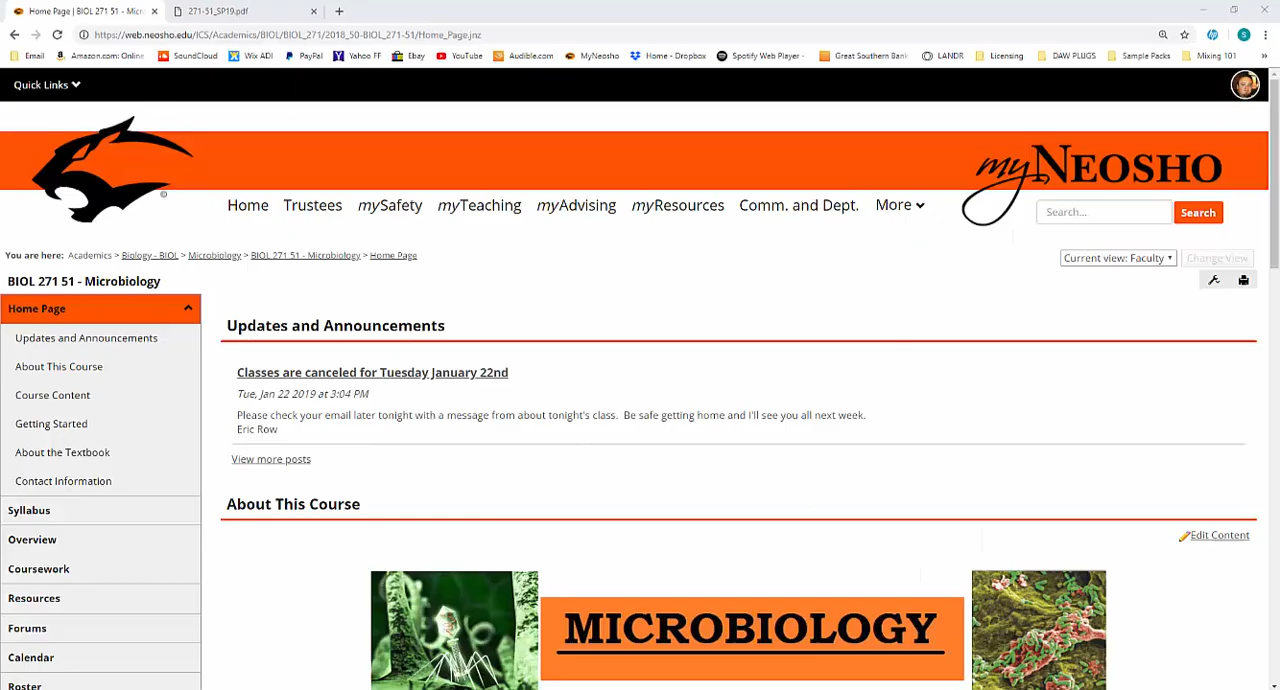 Home Page | BIOL 271 51 - Micr
271-51_SP19.pdf
https://web.neosho.edu/ICS/Academics/BIOL/BIOL_271/2018_50-BIOL_271-51/Home_Page.jnz
S
Email
Amazon.com: Online
SoundCloud
Wix ADI
PayPal
Yahoo FF
Ebay
YouTube
Audible.com
MyNeosho
Home - Dropbox
Spotify Web Player -
Great Southern Bank
LANDR
Licensing
DAW PLUGS
Sample Packs
Mixing 101
»
Quick Links
©
myNEOSHO
Home Trustees mySafety myTeaching myAdvising myResources Comm. and Dept. More
Search...
Search
You are here: Academics > Biology - BIOL > Microbiology > BIOL 271 51 - Microbiology > Home Page
Current view: Faculty
Change View
BIOL 271 51 - Microbiology
Home Page
Updates and Announcements
About This Course
Course Content
Getting Started
About the Textbook
Contact Information
Syllabus
Overview
Coursework
Resources
Forums
Calendar
Roster
Updates and Announcements
Classes are canceled for Tuesday January 22nd
Tue, Jan 22 2019 at 3:04 PM
Please check your email later tonight with a message from about tonight's class. Be safe getting home and I'll see you all next week.
Eric Row
View more posts
About This Course
Edit Content
MICROBIOLOGY